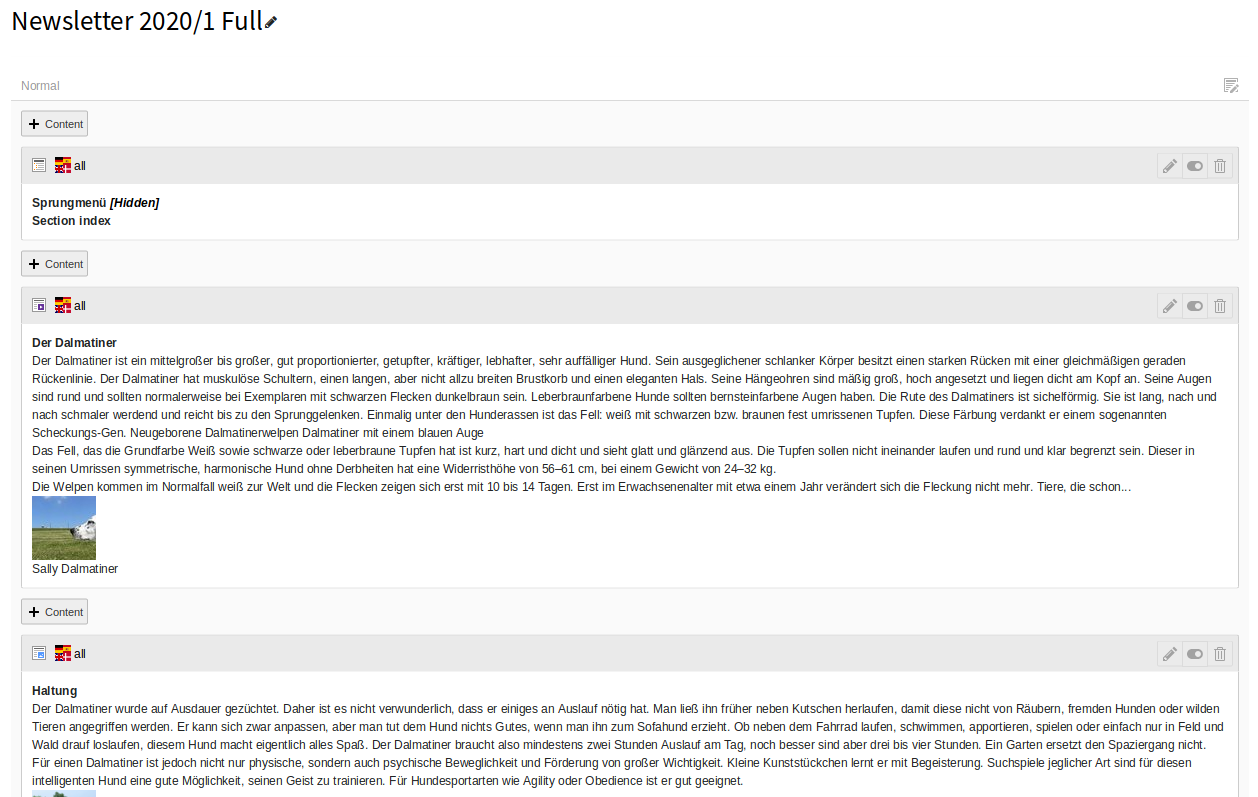 Newsletter 2020/1 Full
Normal
Content
all
Sprungmenü [Hidden]
Section index
Content
all
Der Dalmatiner
Der Dalmatiner ist ein mittelgroßer bis großer, gut proportionierter, getupfter, kräftiger, lebhafter, sehr auffälliger Hund. Sein ausgeglichener schlanker Körper besitzt einen starken Rücken mit einer gleichmäßigen geraden
Rückenlinie. Der Dalmatiner hat muskulöse Schultern, einen langen, aber nicht allzu breiten Brustkorb und einen eleganten Hals. Seine Hängeohren sind mäßig groß, hoch angesetzt und liegen dicht am Kopf an. Seine Augen
sind rund und sollten normalerweise bei Exemplaren mit schwarzen Flecken dunkelbraun sein. Leberbraunfarbene Hunde sollten bernsteinfarbene Augen haben. Die Rute des Dalmatiners ist sichelförmig. Sie ist lang, nach und
nach schmaler werdend und reicht bis zu den Sprunggelenken. Einmalig unter den Hunderassen ist das Fell: weiß mit schwarzen bzw. braunen fest umrissenen Tupfen. Diese Färbung verdankt er einem sogenannten
Scheckungs-Gen. Neugeborene Dalmatinerwelpen Dalmatiner mit einem blauen Auge
Das Fell, das die Grundfarbe Weiß sowie schwarze oder leberbraune Tupfen hat ist kurz, hart und dicht und sieht glatt und glänzend aus. Die Tupfen sollen nicht ineinander laufen und rund und klar begrenzt sein. Dieser in
seinen Umrissen symmetrische, harmonische Hund ohne Derbheiten hat eine Widerristhöhe von 56–61 cm, bei einem Gewicht von 24–32 kg.
Die Welpen kommen im Normalfall weiß zur Welt und die Flecken zeigen sich erst mit 10 bis 14 Tagen. Erst im Erwachsenenalter mit etwa einem Jahr verändert sich die Fleckung nicht mehr. Tiere, die schon...
Sally Dalmatiner
Content
all
Haltung
Der Dalmatiner wurde auf Ausdauer gezüchtet. Daher ist es nicht verwunderlich, dass er einiges an Auslauf nötig hat. Man ließ ihn früher neben Kutschen herlaufen, damit diese nicht von Räubern, fremden Hunden oder wilden
Tieren angegriffen werden. Er kann sich zwar anpassen, aber man tut dem Hund nichts Gutes, wenn man ihn zum Sofahund erzieht. Ob neben dem Fahrrad laufen, schwimmen, apportieren, spielen oder einfach nur in Feld und
Wald drauf loslaufen, diesem Hund macht eigentlich alles Spaß. Der Dalmatiner braucht also mindestens zwei Stunden Auslauf am Tag, noch besser sind aber drei bis vier Stunden. Ein Garten ersetzt den Spaziergang nicht.
Für einen Dalmatiner ist jedoch nicht nur physische, sondern auch psychische Beweglichkeit und Förderung von großer Wichtigkeit. Kleine Kunststückchen lernt er mit Begeisterung. Suchspiele jeglicher Art sind für diesen
intelligenten Hund eine gute Möglichkeit, seinen Geist zu trainieren. Für Hundesportarten wie Agility oder Obedience ist er gut geeignet.